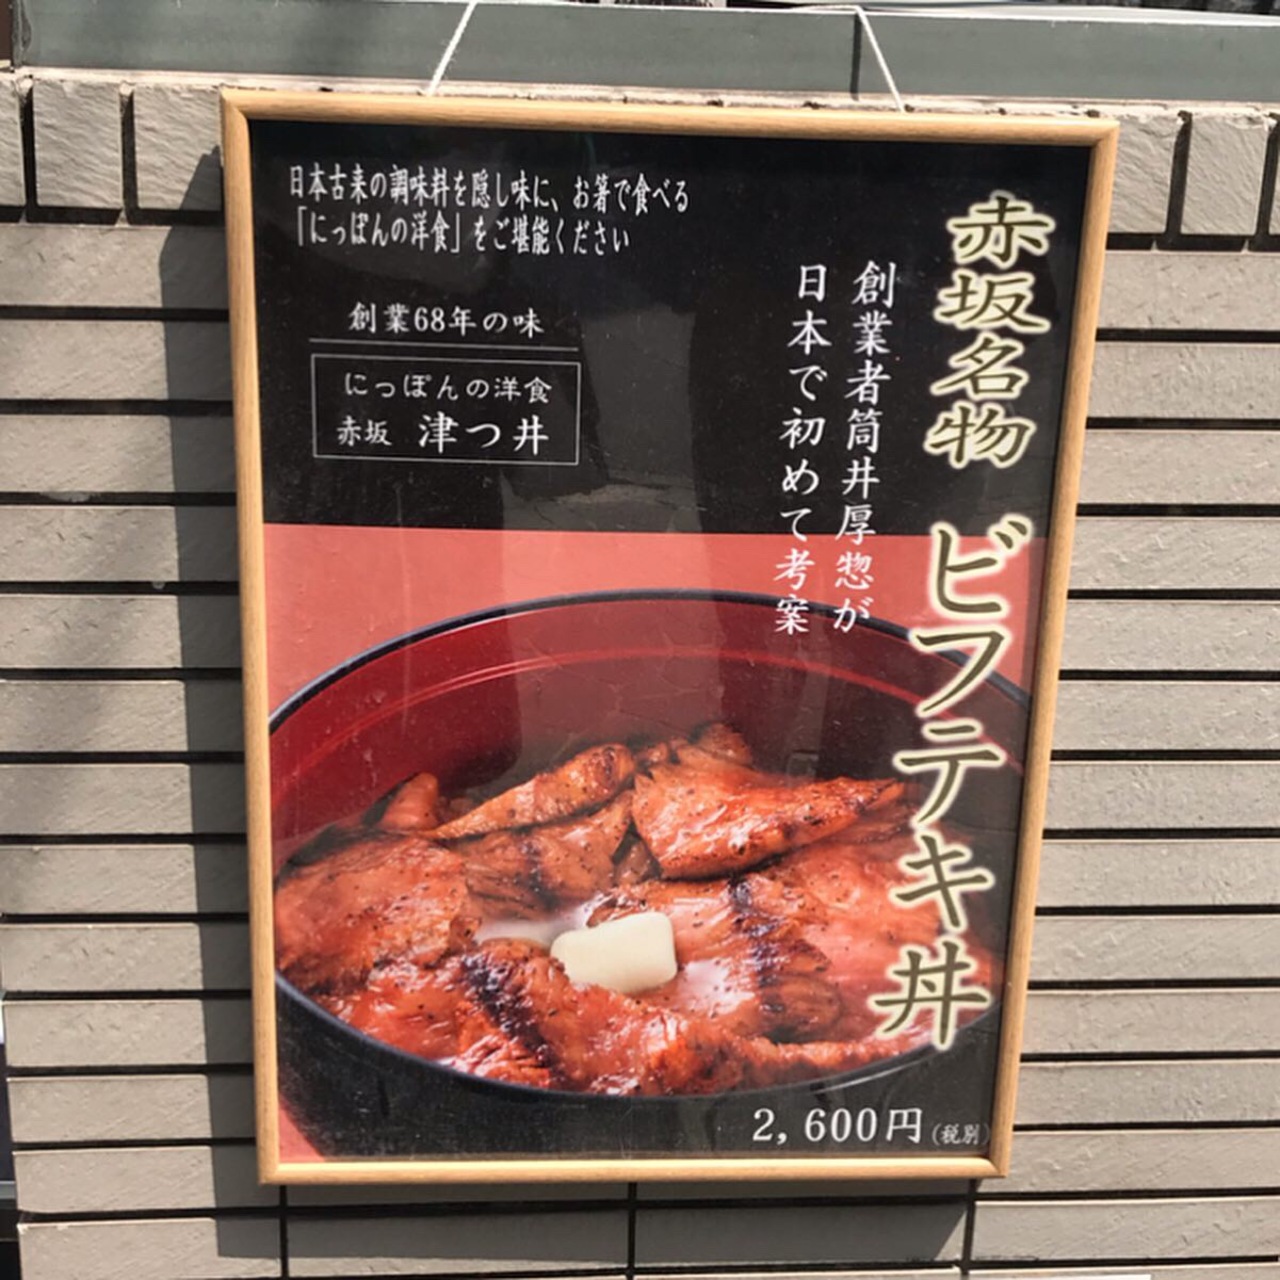 赤坂名物 ビフテキ丼
創業者筒井厚惣が
日本で初めて考案
日本古来の調味料を隠し味に、お箸で食べる
「にっぽんの洋食」をご堪能ください
創業68年の味
にっぽんの洋食
赤坂 津つ井
2,600円(税別)